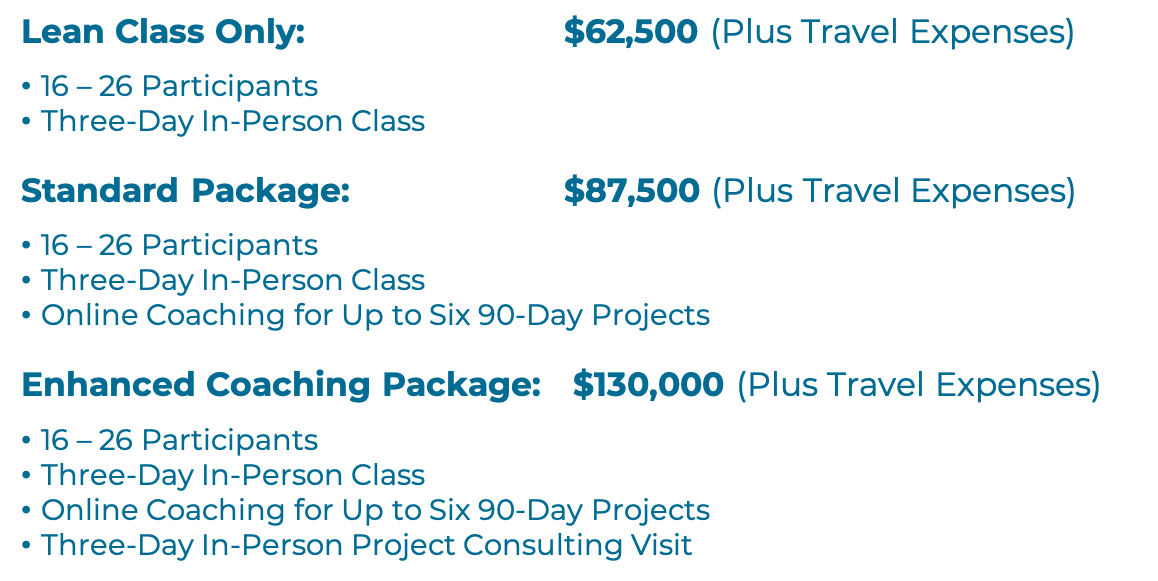 Lean Class Only: $62,500 (Plus Travel Expenses)
• 16 – 26 Participants
• Three-Day In-Person Class
Standard Package: $87,500 (Plus Travel Expenses)
• 16 – 26 Participants
• Three-Day In-Person Class
• Online Coaching for Up to Six 90-Day Projects
Enhanced Coaching Package: $130,000 (Plus Travel Expenses)
• 16 – 26 Participants
• Three-Day In-Person Class
• Online Coaching for Up to Six 90-Day Projects
• Three-Day In-Person Project Consulting Visit